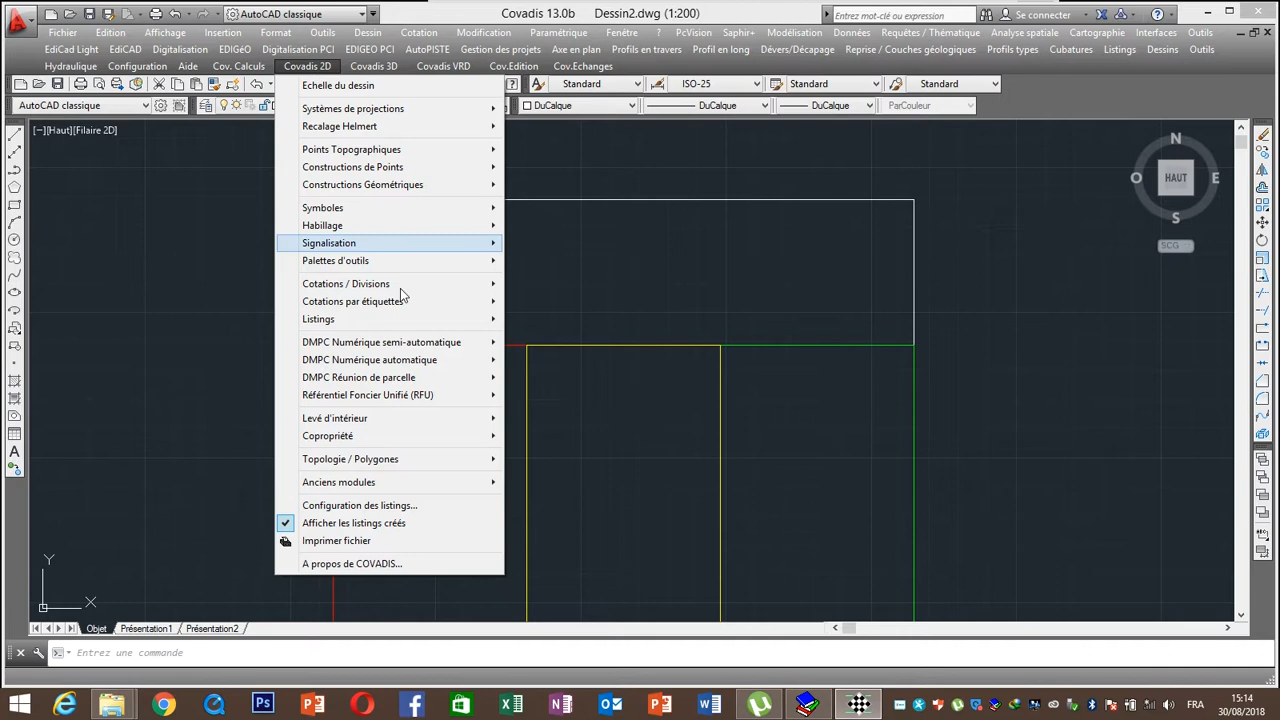 AutoCAD classique
Covadis 13.0b Dessin2.dwg (1:200)
Entrez mot-clé ou expression
Se connecter
Fichier Edition Affichage Insertion Format Outils Dessin Cotation Modification Paramétrique Fenêtre ? PcVision Saphir+ Modélisation Données Requêtes / Thématique Analyse spatiale Cartographie Interfaces Outils
EdiCad Light EdiCAD Digitalisation EDIGéO Digitalisation PCI EDIGEO PCI AutoPISTE Gestion des projets Axe en plan Profils en travers Profil en long Dévers/Décapage Reprise / Couches géologiques Profils types Cubatures Listings Dessins Vérif
Hydraulique Configuration Aide Cov. Calculs Covadis 2D Covadis 3D Covadis VRD Cov.Edition Cov.Echanges
Standard ISO-25 Standard Standard
AutoCAD classique DuCalque DuCalque DuCalque ParCouleur
[−][Haut][Filaire 2D]
Echelle du dessin
Systèmes de projections
Recalage Helmert
Points Topographiques
Constructions de Points
Constructions Géométriques
Symboles
Habillage
Signalisation
Palettes d'outils
Cotations / Divisions
Cotations par étiquettes
Listings
DMPC Numérique semi-automatique
DMPC Numérique automatique
DMPC Réunion de parcelle
Référentiel Foncier Unifié (RFU)
Levé d'intérieur
Copropriété
Topologie / Polygones
Anciens modules
Configuration des listings...
Afficher les listings créés
Imprimer fichier
A propos de COVADIS...
N
O HAUT E
S
SCG
Y
X
Objet Présentation1 Présentation2
Entrez une commande
FRA
15:14
30/08/2018